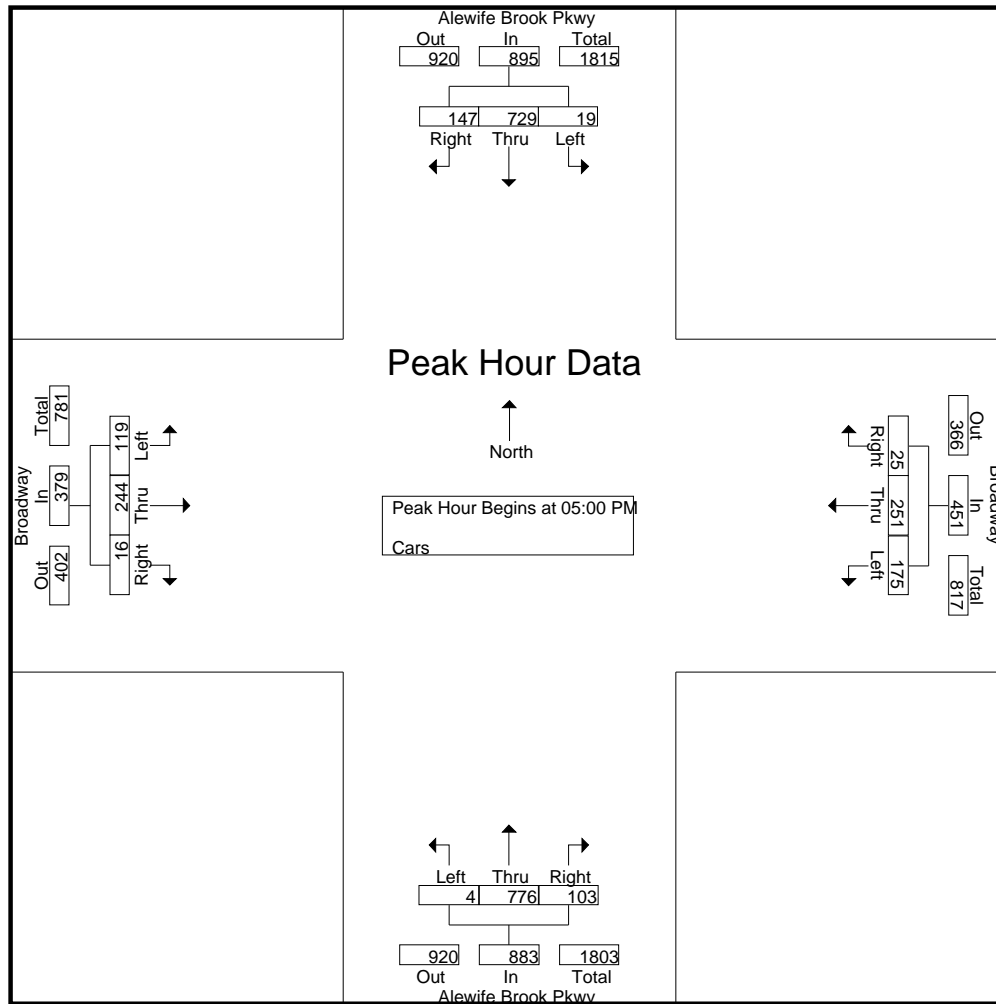 Alewife Brook Pkwy
Out In Total
920 895 1815
147 729 19
Right Thru Left
Peak Hour Data
North
Peak Hour Begins at 05:00 PM
Cars
Broadway
Out In Total
402 379 781
16 244 119
Right Thru Left
Broadway
Out In Total
366 451 817
25 251 175
Right Thru Left
Left Thru Right
4 776 103
920 883 1803
Out In Total
Alewife Brook Pkwy